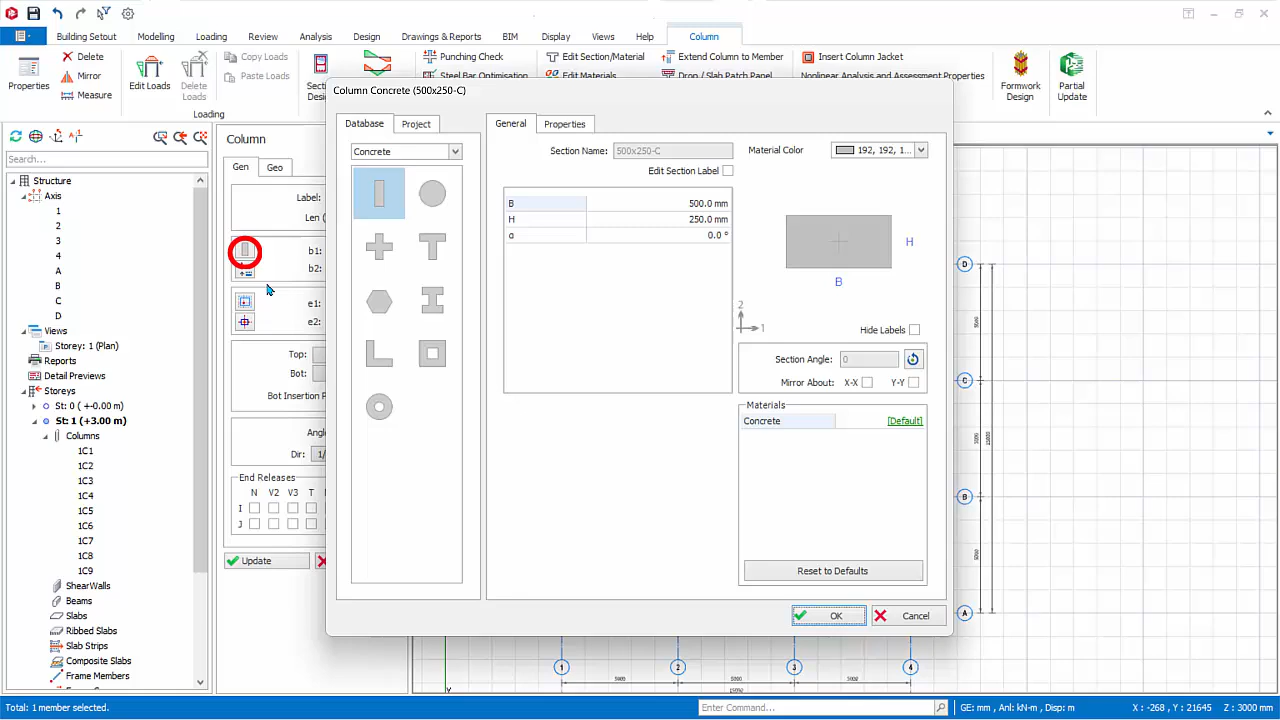 Building Setout Modelling Loading Review Analysis Design Drawings & Reports BIM Display Views Help Column
Properties
Delete
Mirror
Measure
Edit Loads
Delete Loads
Copy Loads
Paste Loads
Loading
Punching Check
Steel Bar Optimisation
Edit Section/Material
Edit Materials
Extend Column to Member
Drop / Slab Patch Panel
Insert Column Jacket
Nonlinear Analysis and Assessment Properties
Formwork Design
Partial Update
Search...
Structure
Axis
1
2
3
4
A
B
C
D
Views
Storey: 1 (Plan)
Reports
Detail Previews
Storeys
St: 0 (+-0.00 m)
St: 1 (+3.00 m)
Columns
1C1
1C2
1C3
1C4
1C5
1C6
1C7
1C8
1C9
ShearWalls
Beams
Slabs
Ribbed Slabs
Slab Strips
Composite Slabs
Frame Members
Column
Gen Geo
Label:
Len (
b1:
b2:
e1:
e2:
Top:
Bot:
Bot Insertion P
Angle
Dir: 1/
End Releases
N V2 V3 T
I
J
Update
Column Concrete (500x250-C)
Database Project
Concrete
General Properties
Section Name: 500x250-C
Edit Section Label
Material Color 192, 192, 1...
B 500.0 mm
H 250.0 mm
α 0.0 °
H
B
2
1
Hide Labels
Section Angle: 0
Mirror About: X-X Y-Y
Materials
Concrete [Default]
Reset to Defaults
OK Cancel
D
C
B
A
1 2 3 4
Total: 1 member selected.
Enter Command...
GE: mm , Anl: kN-m , Disp: m
X : -268 , Y : 21645
Z : 3000 mm